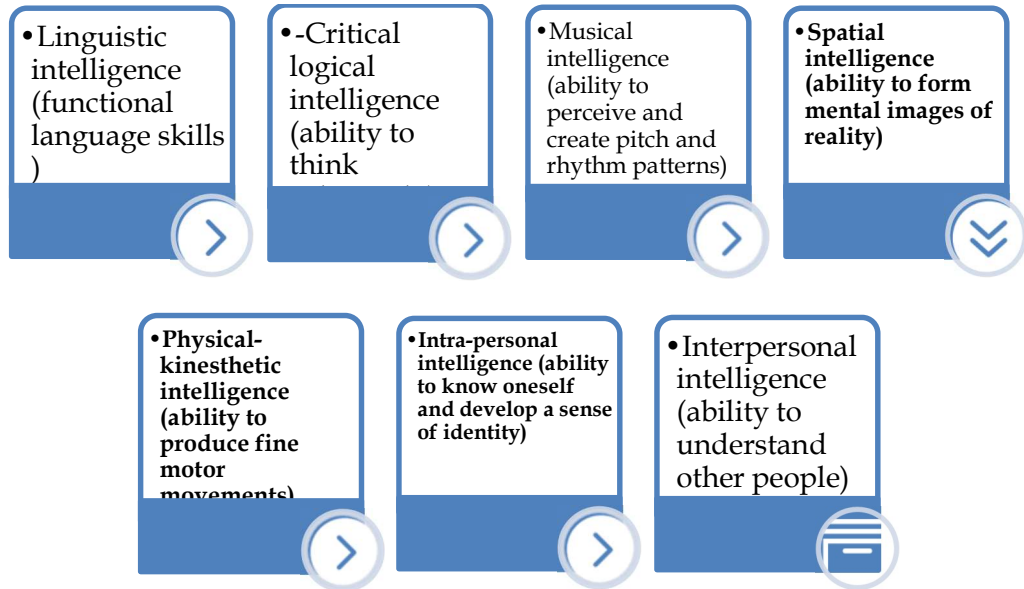 •Linguistic
intelligence
(functional
language skills
)
•-Critical
logical
intelligence
(ability to
think
•Musical
intelligence
(ability to
perceive and
create pitch and
rhythm patterns)
•Spatial
intelligence
(ability to form
mental images of
reality)
•Physical-
kinesthetic
intelligence
(ability to
produce fine
motor
movements)
•Intra-personal
intelligence (ability
to know oneself
and develop a sense
of identity)
•Interpersonal
intelligence
(ability to
understand
other people)